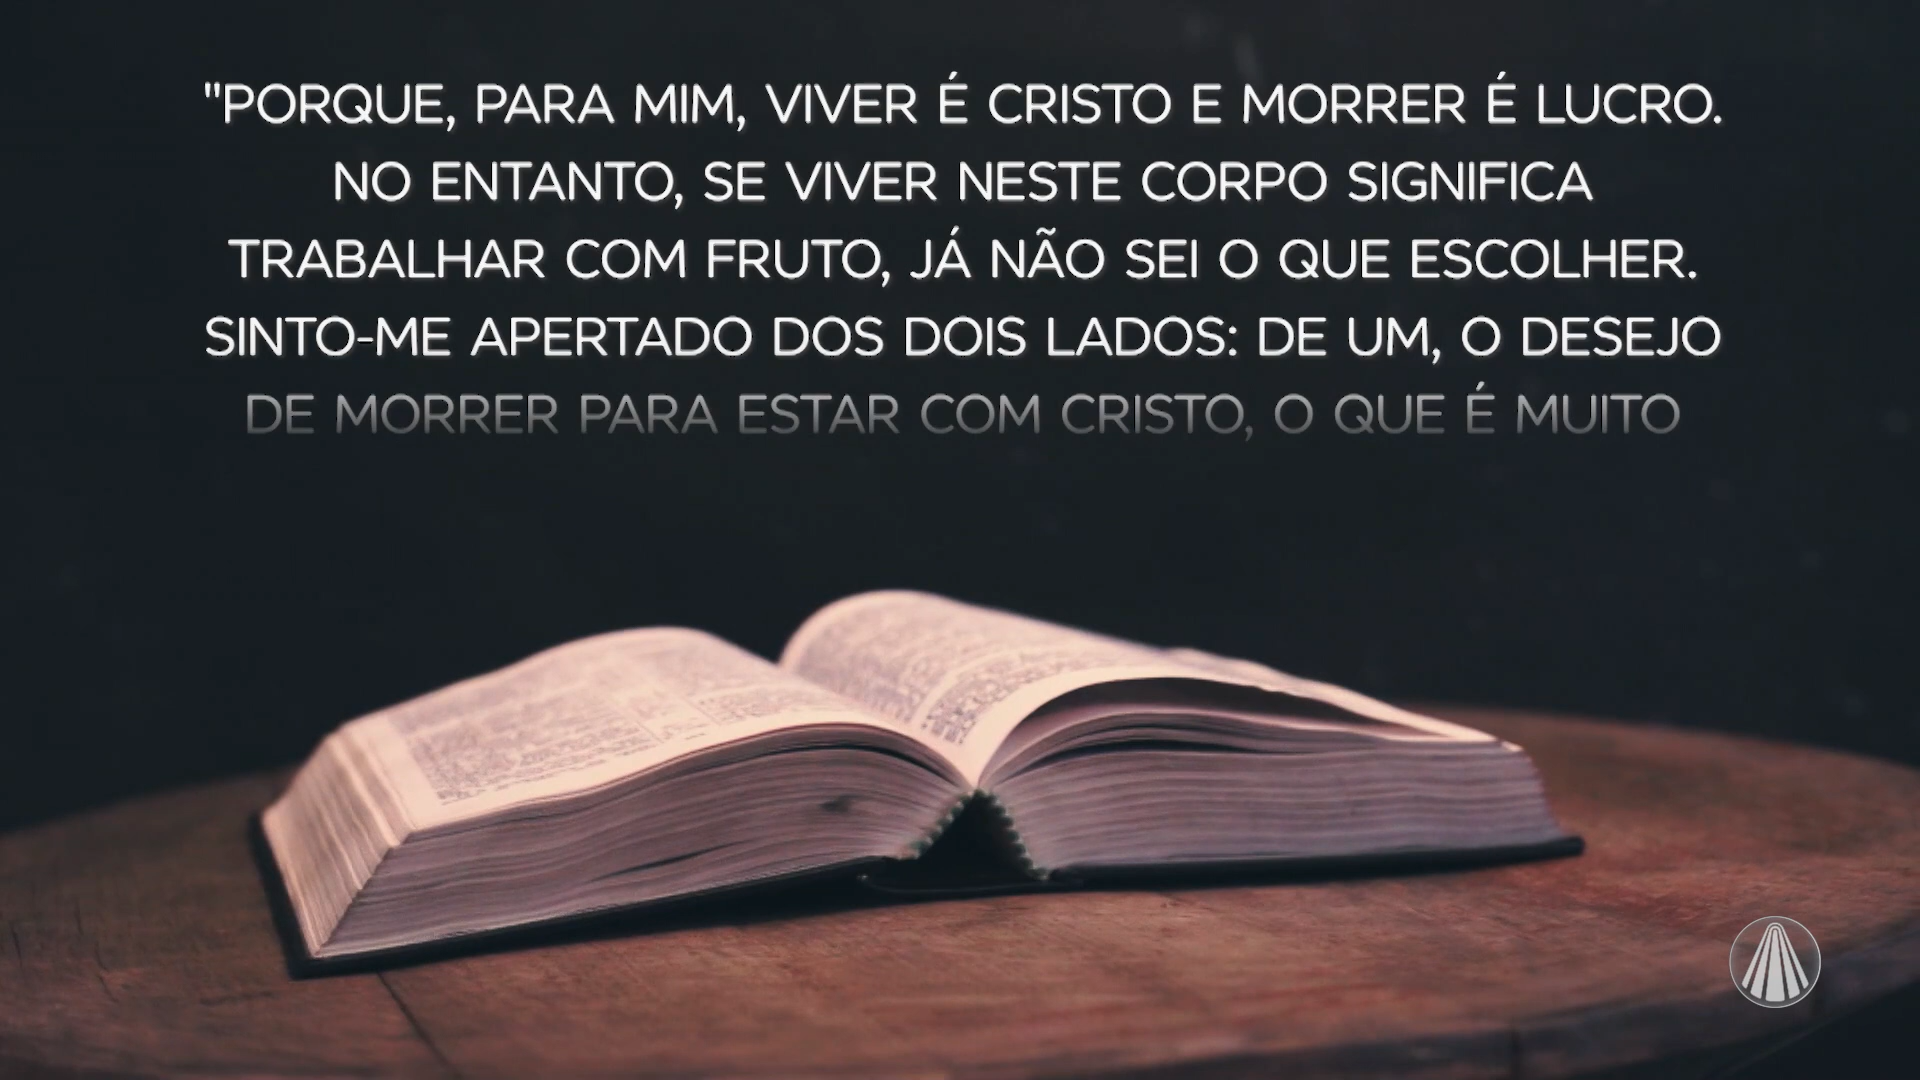 "PORQUE, PARA MIM, VIVER É CRISTO E MORRER É LUCRO.
NO ENTANTO, SE VIVER NESTE CORPO SIGNIFICA
TRABALHAR COM FRUTO, JÁ NÃO SEI O QUE ESCOLHER.
SINTO-ME APERTADO DOS DOIS LADOS: DE UM, O DESEJO
DE MORRER PARA ESTAR COM CRISTO, O QUE É MUITO